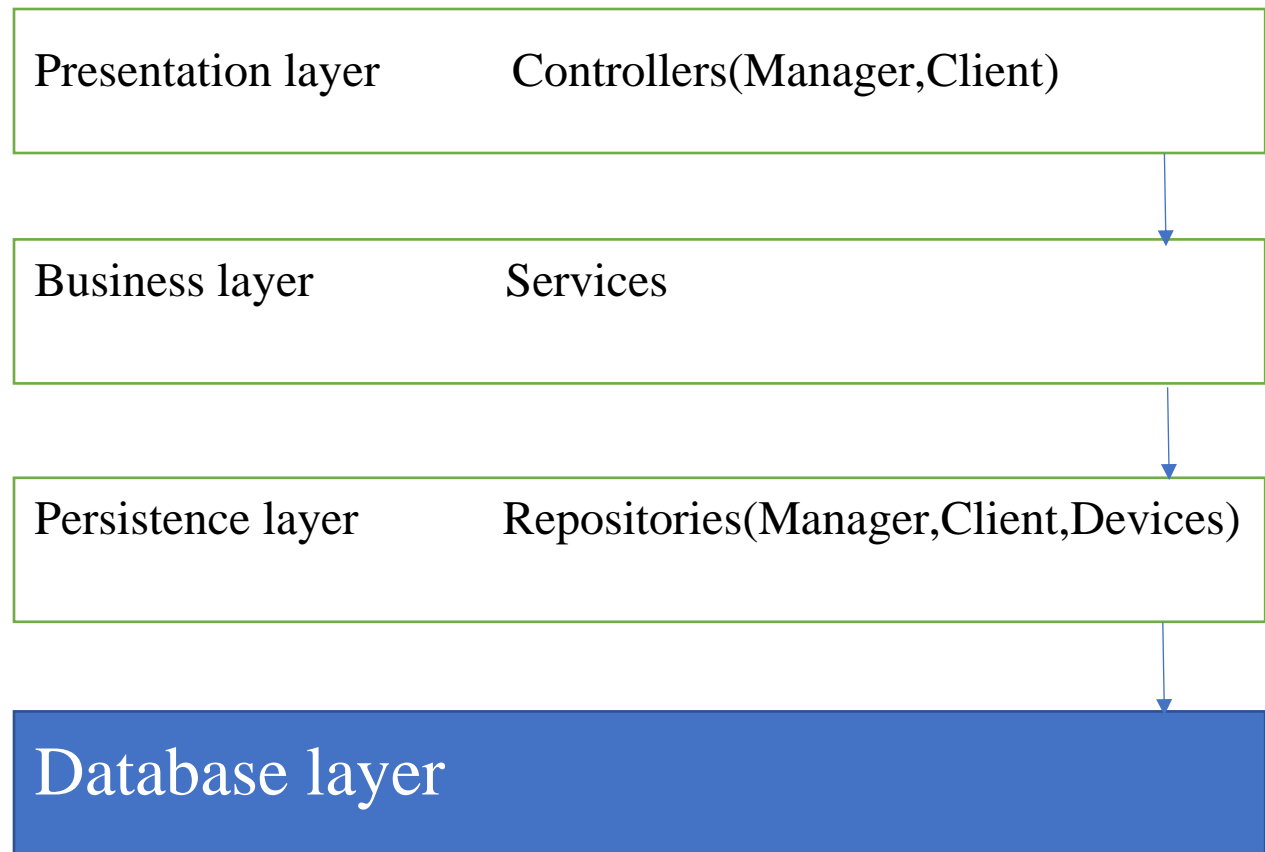 Presentation layer Controllers(Manager,Client)
Business layer Services
Persistence layer Repositories(Manager,Client,Devices)
Database layer